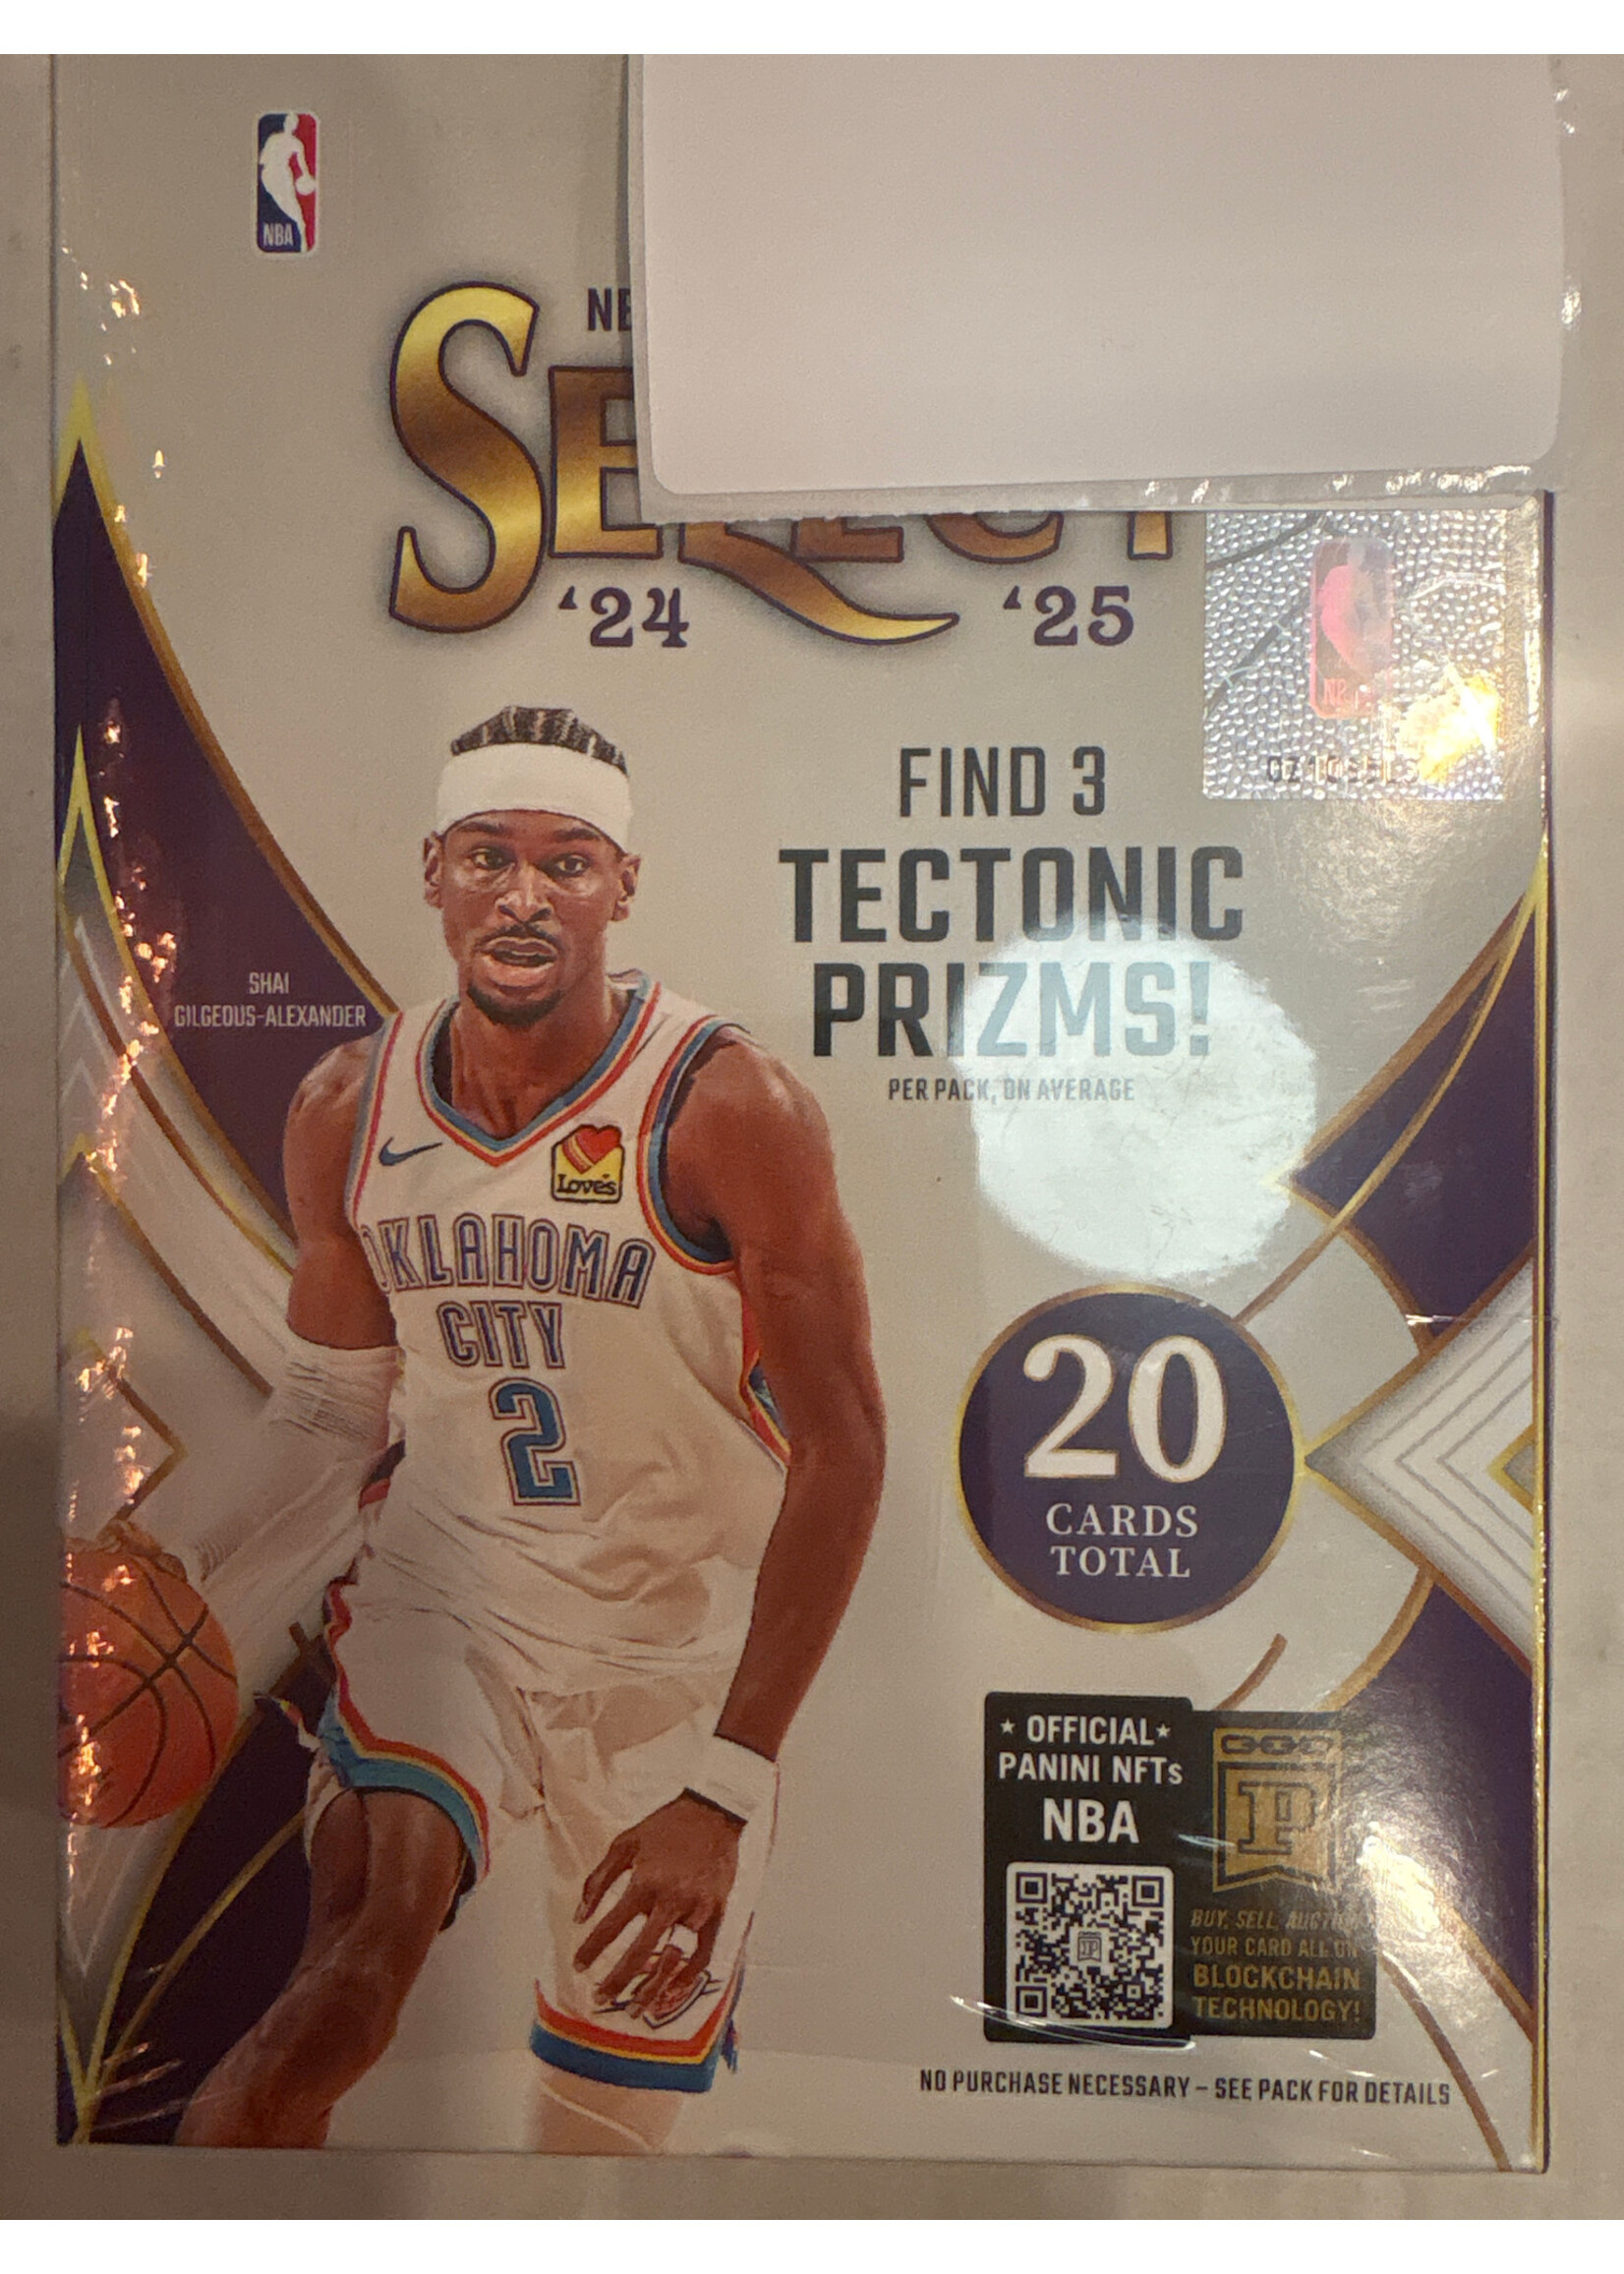 NBA
SELECT
'24 '25
FIND 3
TECTONIC
PRIZMS!
PER PACK, ON AVERAGE
SHAI
GILGEOUS-ALEXANDER
Love's
OKLAHOMA
CITY
2
20
CARDS
TOTAL
★ OFFICIAL ★
PANINI NFTs
NBA
P
BUY, SELL, AUCTION
YOUR CARD ALL ON
BLOCKCHAIN
TECHNOLOGY!
NO PURCHASE NECESSARY – SEE PACK FOR DETAILS